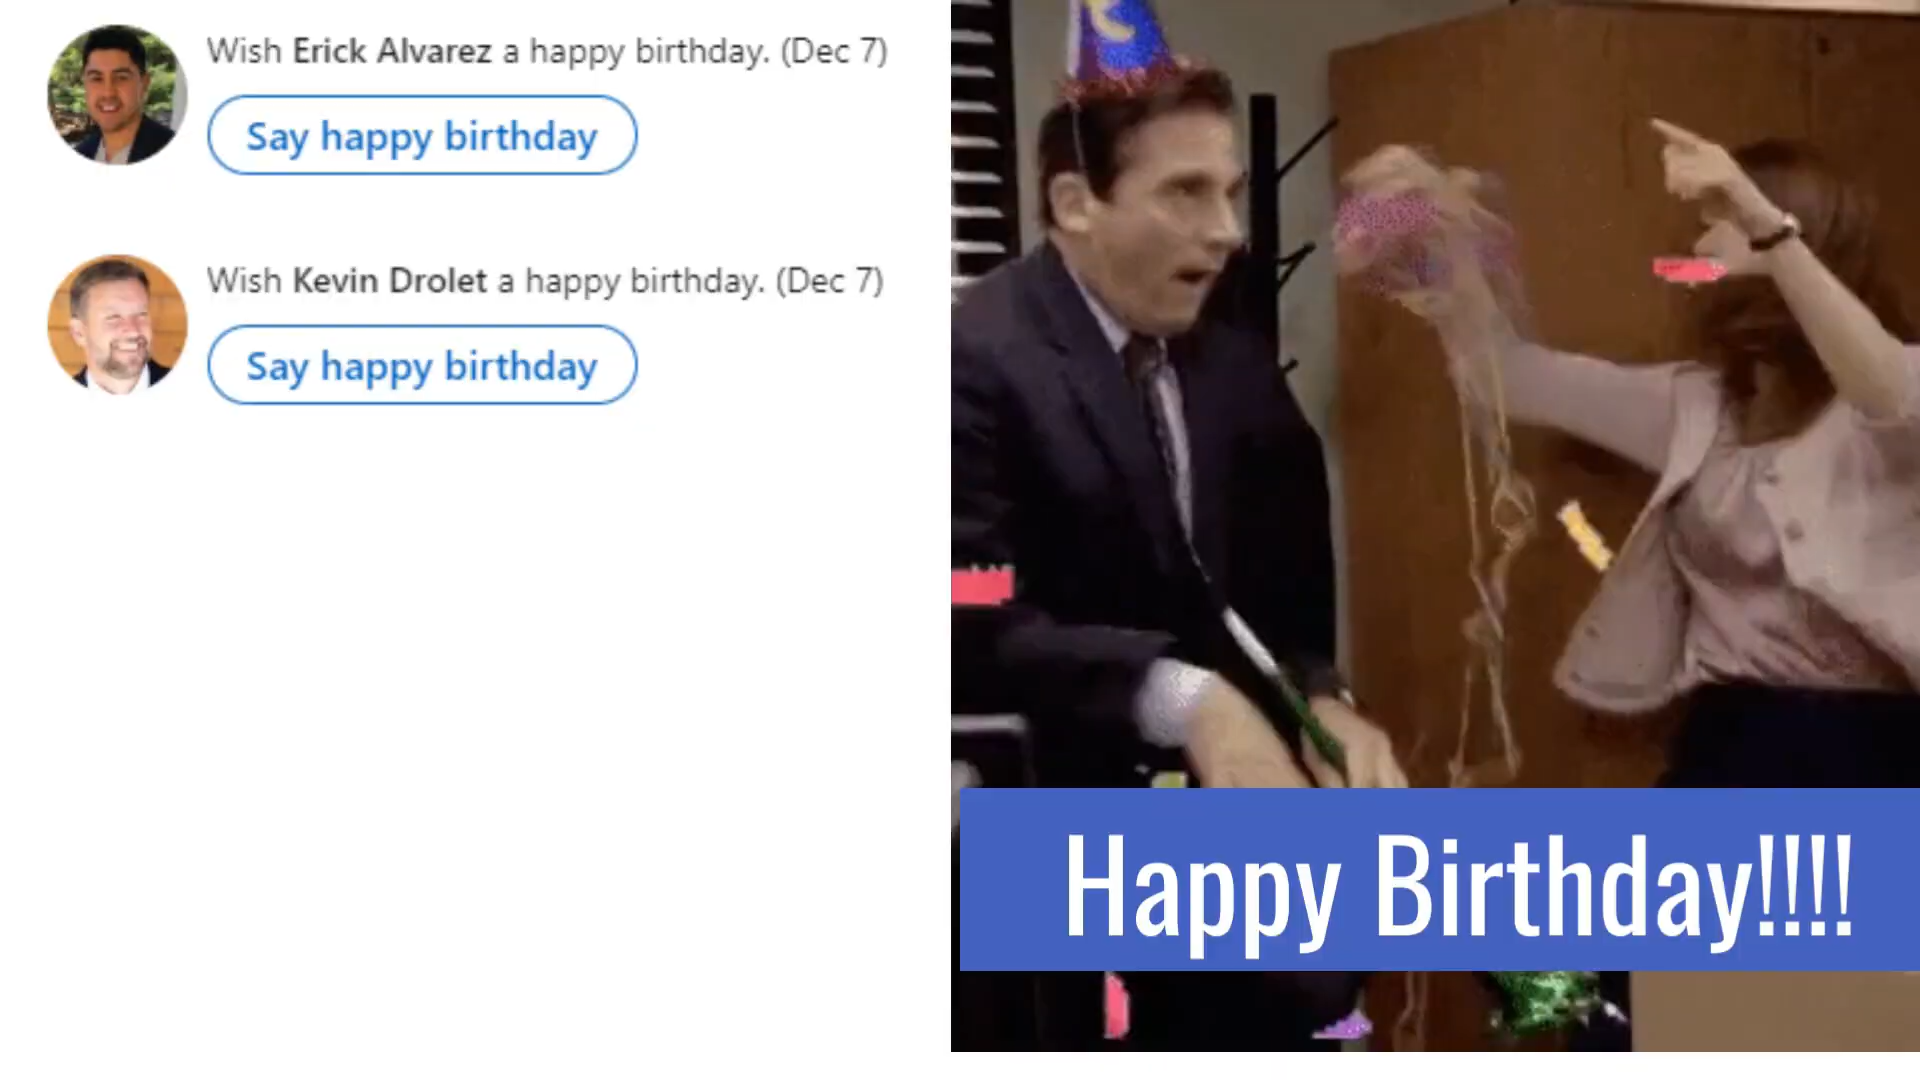 Wish Erick Alvarez a happy birthday. (Dec 7)
Say happy birthday
Wish Kevin Drolet a happy birthday. (Dec 7)
Say happy birthday
Happy Birthday!!!!